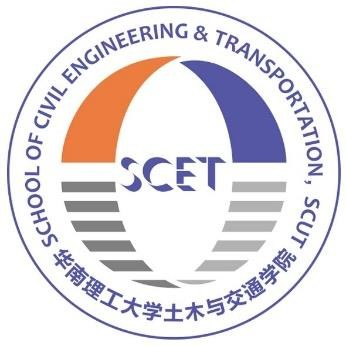 SCHOOL OF CIVIL ENGINEERING & TRANSPORTATION, SCUT
SCET
华南理工大学土木与交通学院